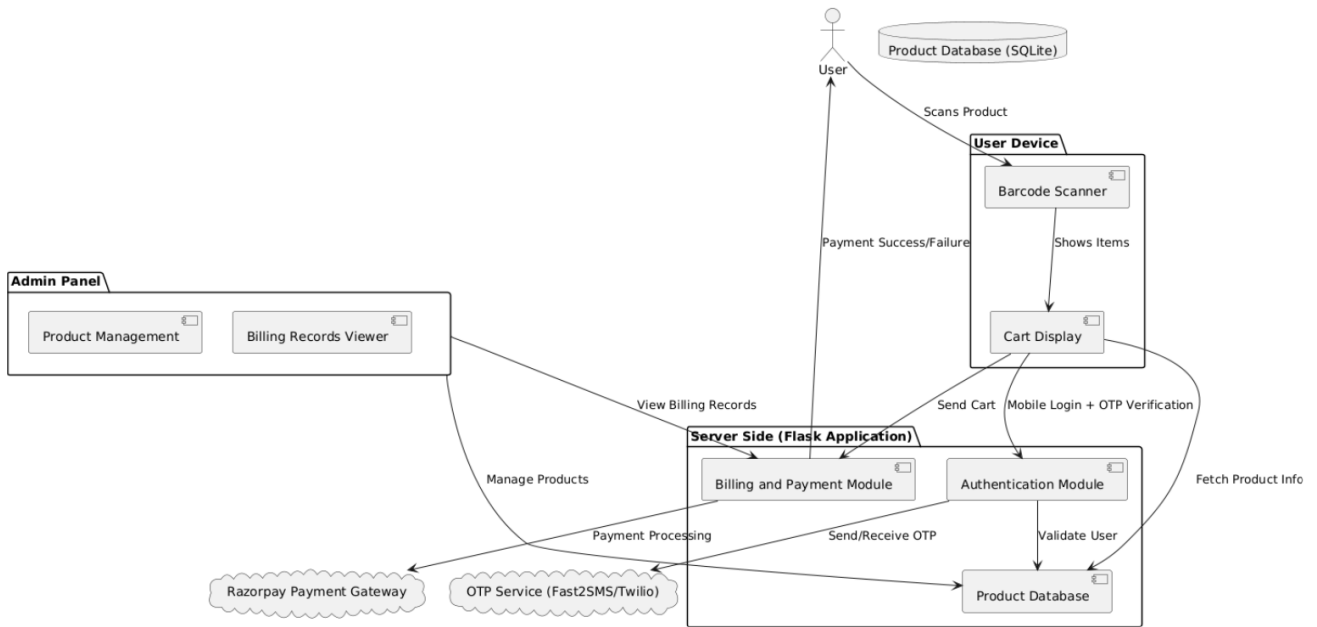 Product Database (SQLite)
User
Scans Product
User Device
Barcode Scanner
Payment Success/Failure
Shows Items
Admin Panel
Product Management
Billing Records Viewer
Cart Display
View Billing Records
Send Cart
Mobile Login + OTP Verification
Server Side (Flask Application)
Manage Products
Billing and Payment Module
Authentication Module
Fetch Product Info
Payment Processing
Send/Receive OTP
Validate User
Razorpay Payment Gateway
OTP Service (Fast2SMS/Twilio)
Product Database